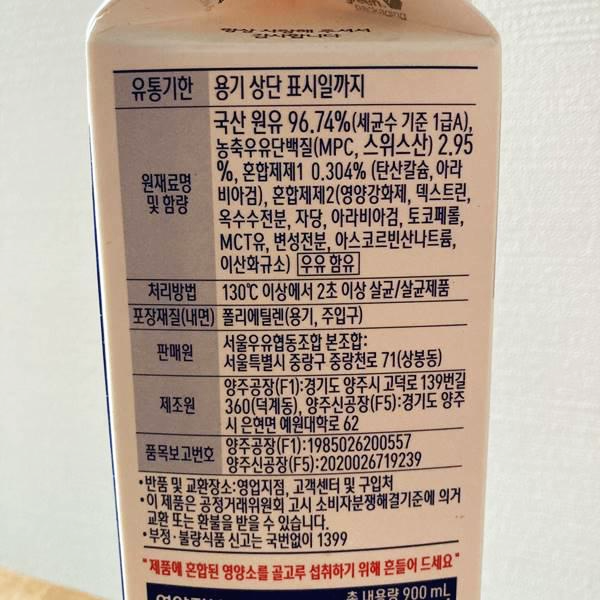 항상 사랑해 주셔서
감사합니다
packaging
유통기한 용기 상단 표시일까지
원재료명 및 함량
국산 원유 96.74%(세균수 기준 1급A),
농축우유단백질(MPC, 스위스산) 2.95
%, 혼합제제1 0.304% (탄산칼슘, 아라
비아검), 혼합제제2(영양강화제, 덱스트린,
옥수수전분, 자당, 아라비아검, 토코페롤,
MCT유, 변성전분, 아스코르빈산나트륨,
이산화규소) 우유 함유
처리방법 130℃ 이상에서 2초 이상 살균/살균제품
포장재질(내면) 폴리에틸렌(용기, 주입구)
판매원
서울우유협동조합 본조합:
서울특별시 중랑구 중랑천로 71(상봉동)
제조원
양주공장(F1):경기도 양주시 고덕로 139번길
360(덕계동), 양주신공장(F5):경기도 양주
시 은현면 예원대학로 62
품목보고번호
양주공장(F1):1985026200557
양주신공장(F5):2020026719239
•반품 및 교환장소:영업지점, 고객센터 및 구입처
•이 제품은 공정거래위원회 고시 소비자분쟁해결기준에 의거
교환 또는 환불을 받을 수 있습니다.
•부정·불량식품 신고는 국번없이 1399
"제품에 혼합된 영양소를 골고루 섭취하기 위해 흔들어 드세요"
총 내용량 900 mL